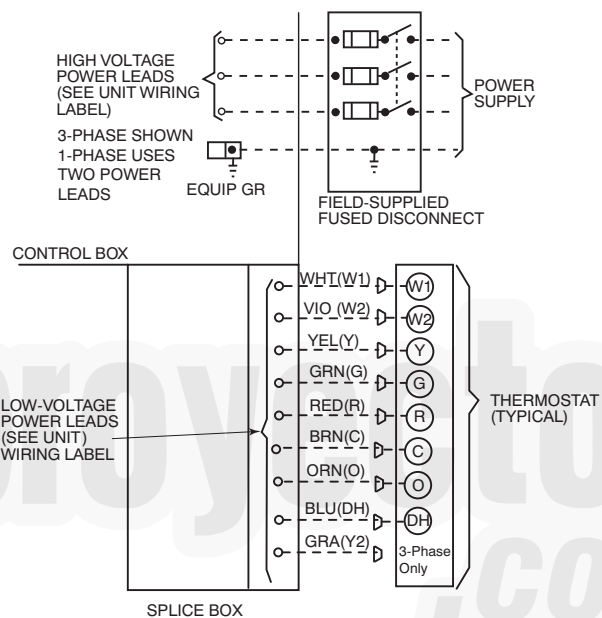 HIGH VOLTAGE
POWER LEADS
(SEE UNIT WIRING
LABEL)
3-PHASE SHOWN
1-PHASE USES
TWO POWER
LEADS
EQUIP GR
POWER
SUPPLY
FIELD-SUPPLIED
FUSED DISCONNECT
CONTROL BOX
LOW-VOLTAGE
POWER LEADS
(SEE UNIT)
WIRING LABEL
WHT(W1)
W1
VIO (W2)
W2
YEL(Y)
Y
GRN(G)
G
RED(R)
R
BRN(C)
C
ORN(O)
O
BLU(DH)
DH
GRA(Y2)
3-Phase
Only
THERMOSTAT
(TYPICAL)
SPLICE BOX
proyecto
.co